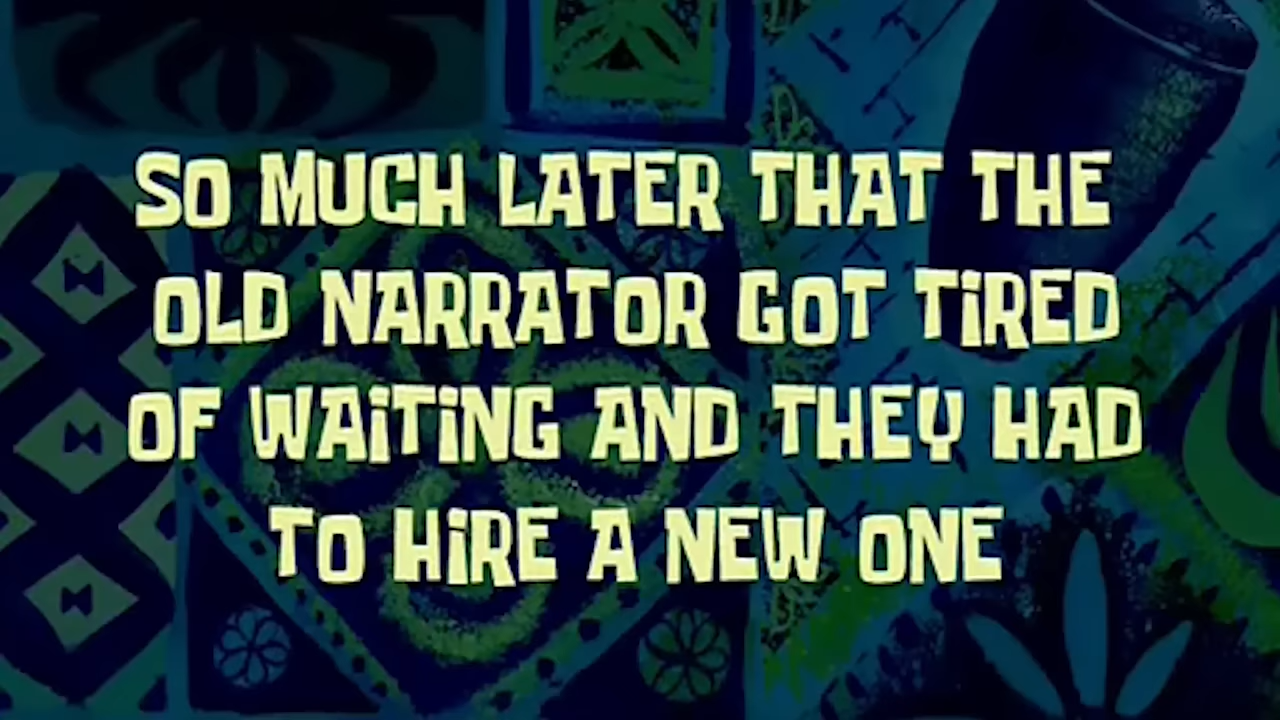 SO MUCH LATER THAT THE
OLD NARRATOR GOT TiRED
OF WAiTiNG AND THEY HAD
TO HiRE A NEW ONE